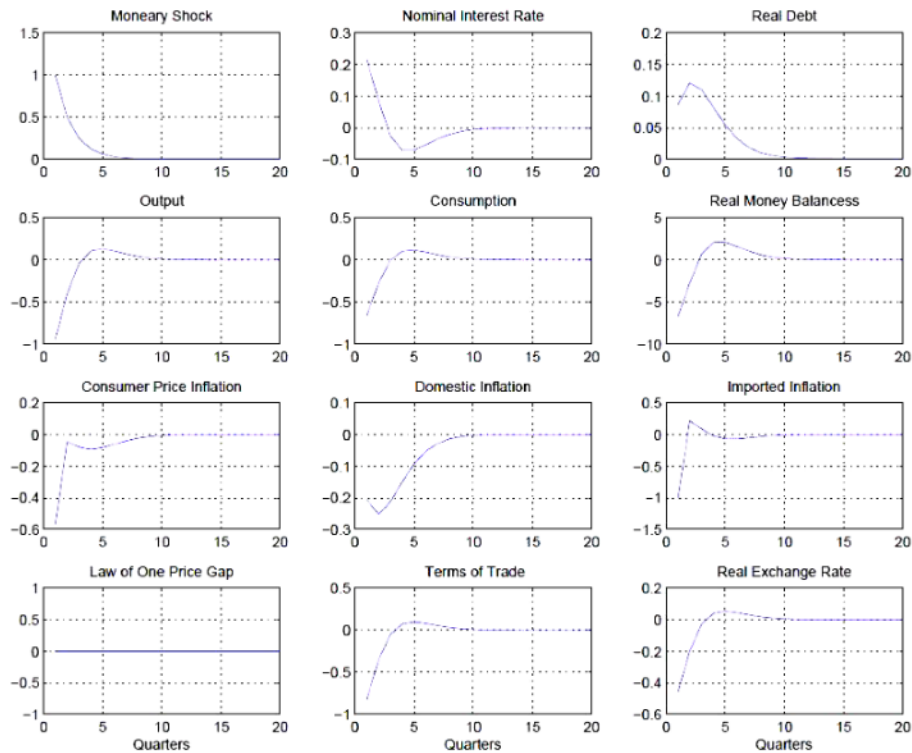 Moneary Shock
Nominal Interest Rate
Real Debt
1.5
1
0.5
0
0 5 10 15 20
0.3
0.2
0.1
0
−0.1
0 5 10 15 20
0.2
0.15
0.1
0.05
0
0 5 10 15 20
Output
Consumption
Real Money Balancess
0.5
0
−0.5
−1
0 5 10 15 20
0.5
0
−0.5
−1
0 5 10 15 20
5
0
−5
−10
0 5 10 15 20
Consumer Price Inflation
Domestic Inflation
Imported Inflation
0.2
0
−0.2
−0.4
−0.6
0 5 10 15 20
0.1
0
−0.1
−0.2
−0.3
0 5 10 15 20
0.5
0
−0.5
−1
−1.5
0 5 10 15 20
Law of One Price Gap
Terms of Trade
Real Exchange Rate
1
0.5
0
−0.5
−1
0 5 10 15 20
Quarters
0.5
0
−0.5
−1
0 5 10 15 20
Quarters
0.2
0
−0.2
−0.4
−0.6
0 5 10 15 20
Quarters